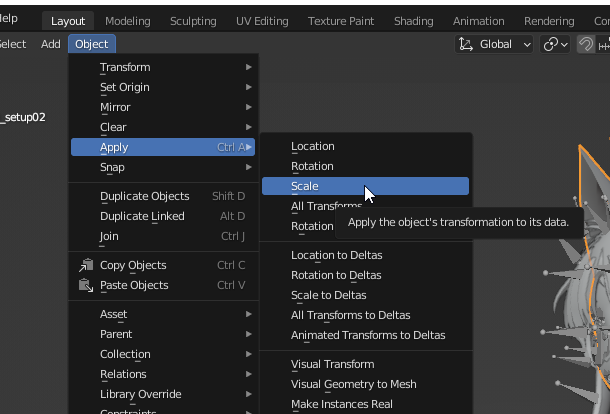 Help Layout Modeling Sculpting UV Editing Texture Paint Shading Animation Rendering
Select Add Object Global
_setup02
Transform
Set Origin
Mirror
Clear
Apply Ctrl A
Snap
Duplicate Objects Shift D
Duplicate Linked Alt D
Join Ctrl J
Copy Objects Ctrl C
Paste Objects Ctrl V
Asset
Parent
Collection
Relations
Library Override
Constraints
Location
Rotation
Scale
All Transforms
Rotation
Apply the object's transformation to its data.
Location to Deltas
Rotation to Deltas
Scale to Deltas
All Transforms to Deltas
Animated Transforms to Deltas
Visual Transform
Visual Geometry to Mesh
Make Instances Real